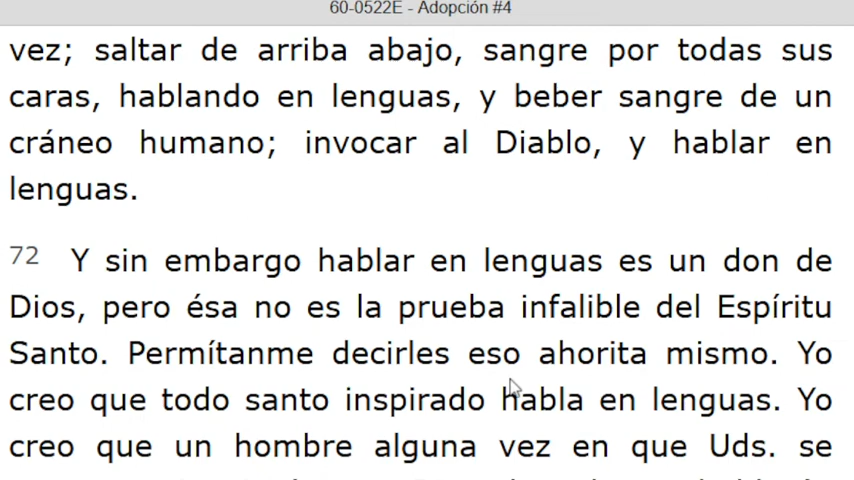 60-0522E - Adopción #4
vez; saltar de arriba abajo, sangre por todas sus
caras, hablando en lenguas, y beber sangre de un
cráneo humano; invocar al Diablo, y hablar en
lenguas.
72 Y sin embargo hablar en lenguas es un don de
Dios, pero ésa no es la prueba infalible del Espíritu
Santo. Permítanme decirles eso ahorita mismo. Yo
creo que todo santo inspirado habla en lenguas. Yo
creo que un hombre alguna vez en que Uds. se